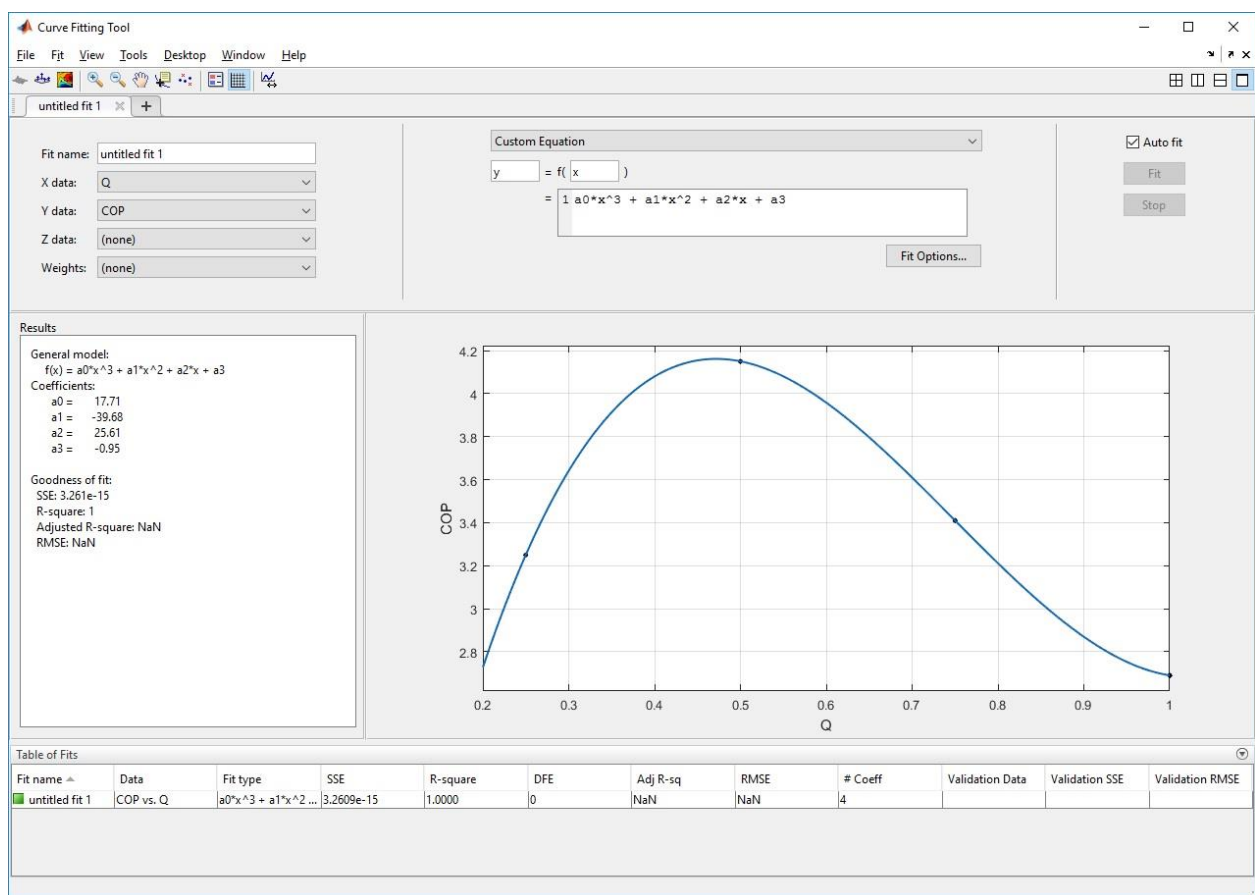 Curve Fitting Tool
File Fit View Tools Desktop Window Help
untitled fit 1
Fit name: untitled fit 1
X data: Q
Y data: COP
Z data: (none)
Weights: (none)
Custom Equation
y = f( x )
= 1 a0*x^3 + a1*x^2 + a2*x + a3
Fit Options...
Auto fit
Fit
Stop
Results
General model:
f(x) = a0*x^3 + a1*x^2 + a2*x + a3
Coefficients:
a0 = 17.71
a1 = -39.68
a2 = 25.61
a3 = -0.95
Goodness of fit:
SSE: 3.261e-15
R-square: 1
Adjusted R-square: NaN
RMSE: NaN
4.2
4
3.8
3.6
3.4
3.2
3
2.8
COP
0.2 0.3 0.4 0.5 0.6 0.7 0.8 0.9 1
Q
Table of Fits
Fit name Data Fit type SSE R-square DFE Adj R-sq RMSE # Coeff Validation Data Validation SSE Validation RMSE
untitled fit 1 COP vs. Q a0*x^3 + a1*x^2 ... 3.2609e-15 1.0000 0 NaN NaN 4